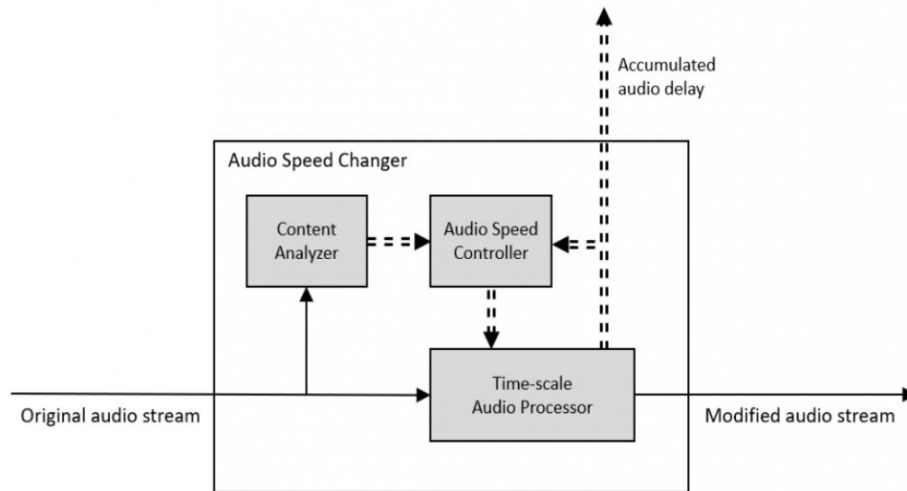 Accumulated
audio delay
Audio Speed Changer
Content
Analyzer
Audio Speed
Controller
Time-scale
Audio Processor
Original audio stream
Modified audio stream